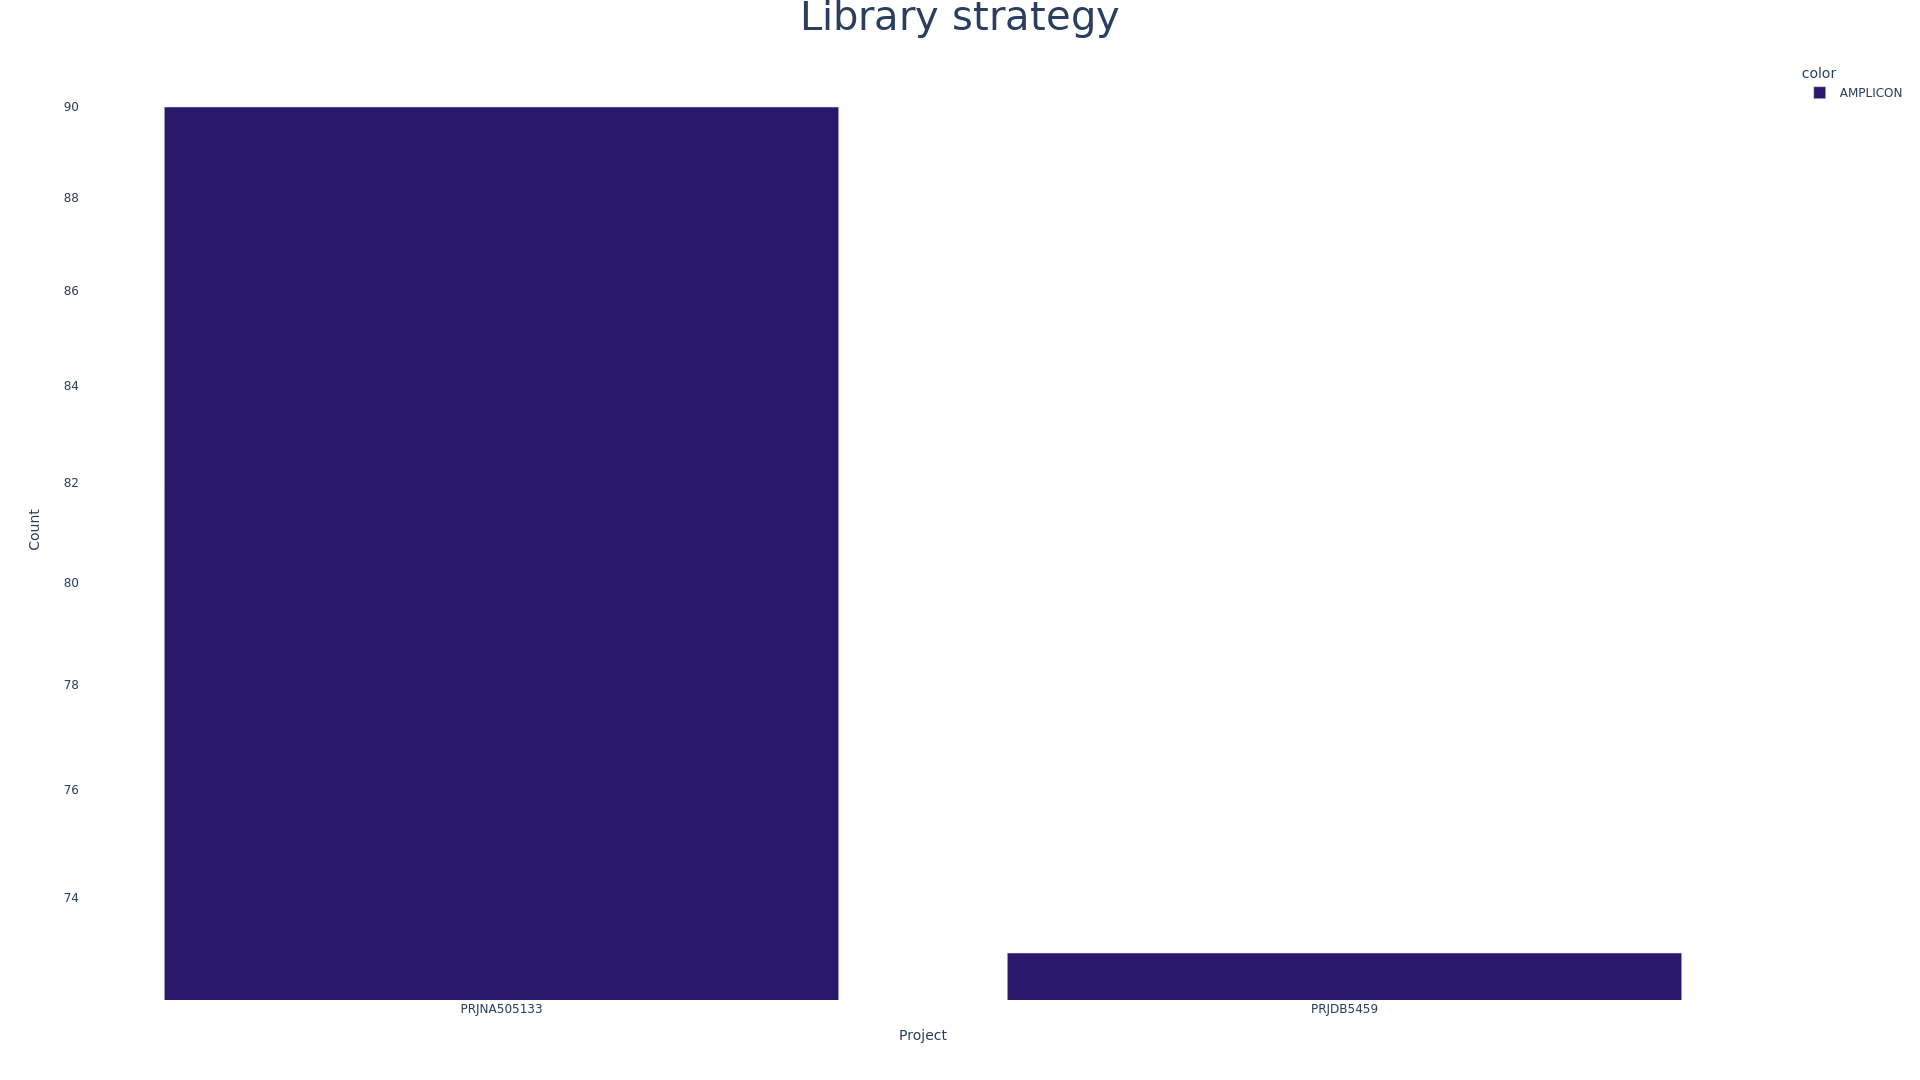 Library strategy
color
AMPLICON
90
88
86
84
82
80
78
76
74
Count
PRJNA505133
PRJDB5459
Project